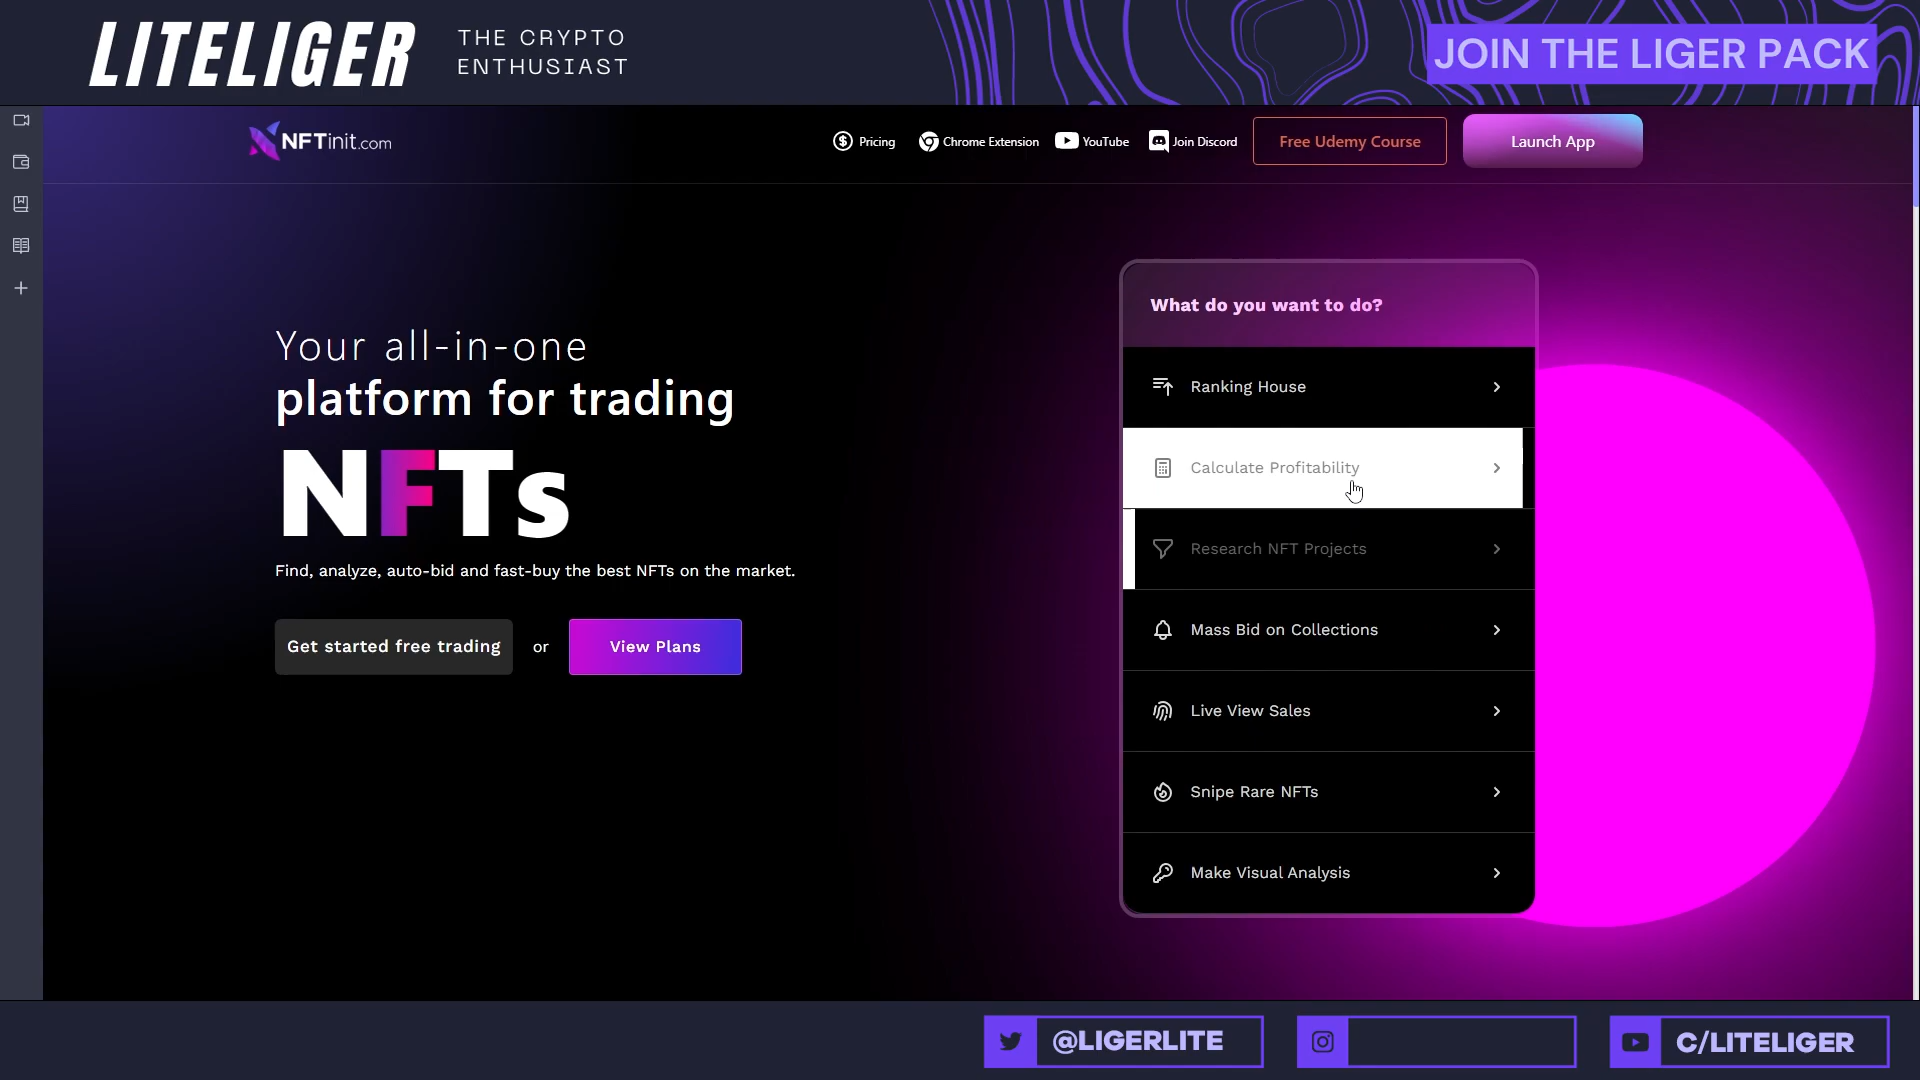 LITELIGER
THE CRYPTO
ENTHUSIAST
JOIN THE LIGER PACK
NFTinit.com
Pricing
Chrome Extension
YouTube
Join Discord
Free Udemy Course
Launch App
Your all-in-one
platform for trading
NFTs
Find, analyze, auto-bid and fast-buy the best NFTs on the market.
Get started free trading
or
View Plans
What do you want to do?
Ranking House
Calculate Profitability
Research NFT Projects
Mass Bid on Collections
Live View Sales
Snipe Rare NFTs
Make Visual Analysis
@LIGERLITE
C/LITELIGER